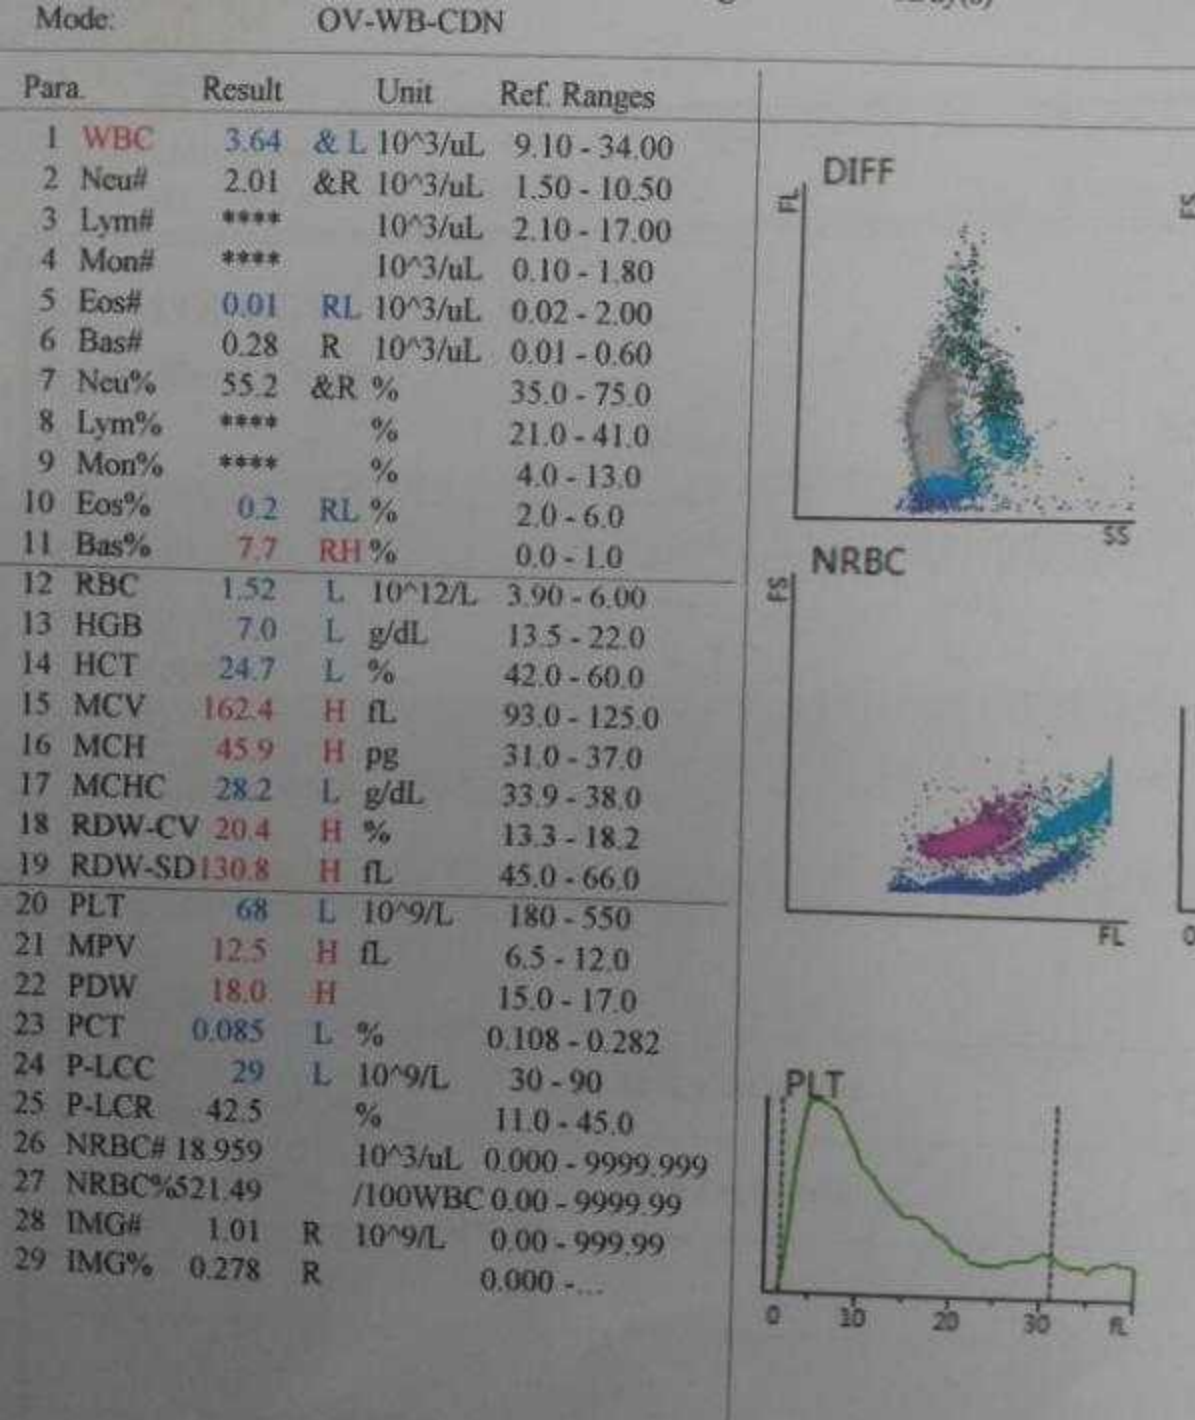 Mode: OV-WB-CDN
Para. Result Unit Ref. Ranges
1 WBC 3.64 & L 10^3/uL 9.10 - 34.00
2 Neu# 2.01 &R 10^3/uL 1.50 - 10.50
3 Lym# **** 10^3/uL 2.10 - 17.00
4 Mon# **** 10^3/uL 0.10 - 1.80
5 Eos# 0.01 RL 10^3/uL 0.02 - 2.00
6 Bas# 0.28 R 10^3/uL 0.01 - 0.60
7 Neu% 55.2 &R % 35.0 - 75.0
8 Lym% **** % 21.0 - 41.0
9 Mon% **** % 4.0 - 13.0
10 Eos% 0.2 RL % 2.0 - 6.0
11 Bas% 7.7 RH % 0.0 - 1.0
12 RBC 1.52 L 10^12/L 3.90 - 6.00
13 HGB 7.0 L g/dL 13.5 - 22.0
14 HCT 24.7 L % 42.0 - 60.0
15 MCV 162.4 H fL 93.0 - 125.0
16 MCH 45.9 H pg 31.0 - 37.0
17 MCHC 28.2 L g/dL 33.9 - 38.0
18 RDW-CV 20.4 H % 13.3 - 18.2
19 RDW-SD 130.8 H fL 45.0 - 66.0
20 PLT 68 L 10^9/L 180 - 550
21 MPV 12.5 H fL 6.5 - 12.0
22 PDW 18.0 H 15.0 - 17.0
23 PCT 0.085 L % 0.108 - 0.282
24 P-LCC 29 L 10^9/L 30 - 90
25 P-LCR 42.5 % 11.0 - 45.0
26 NRBC# 18.959 10^3/uL 0.000 - 9999.999
27 NRBC% 521.49 /100WBC 0.00 - 9999.99
28 IMG# 1.01 R 10^9/L 0.00 - 999.99
29 IMG% 0.278 R 0.000 -...
DIFF
FL
FS
SS
NRBC
FS
FL
0
PLT
0 10 20 30 fL